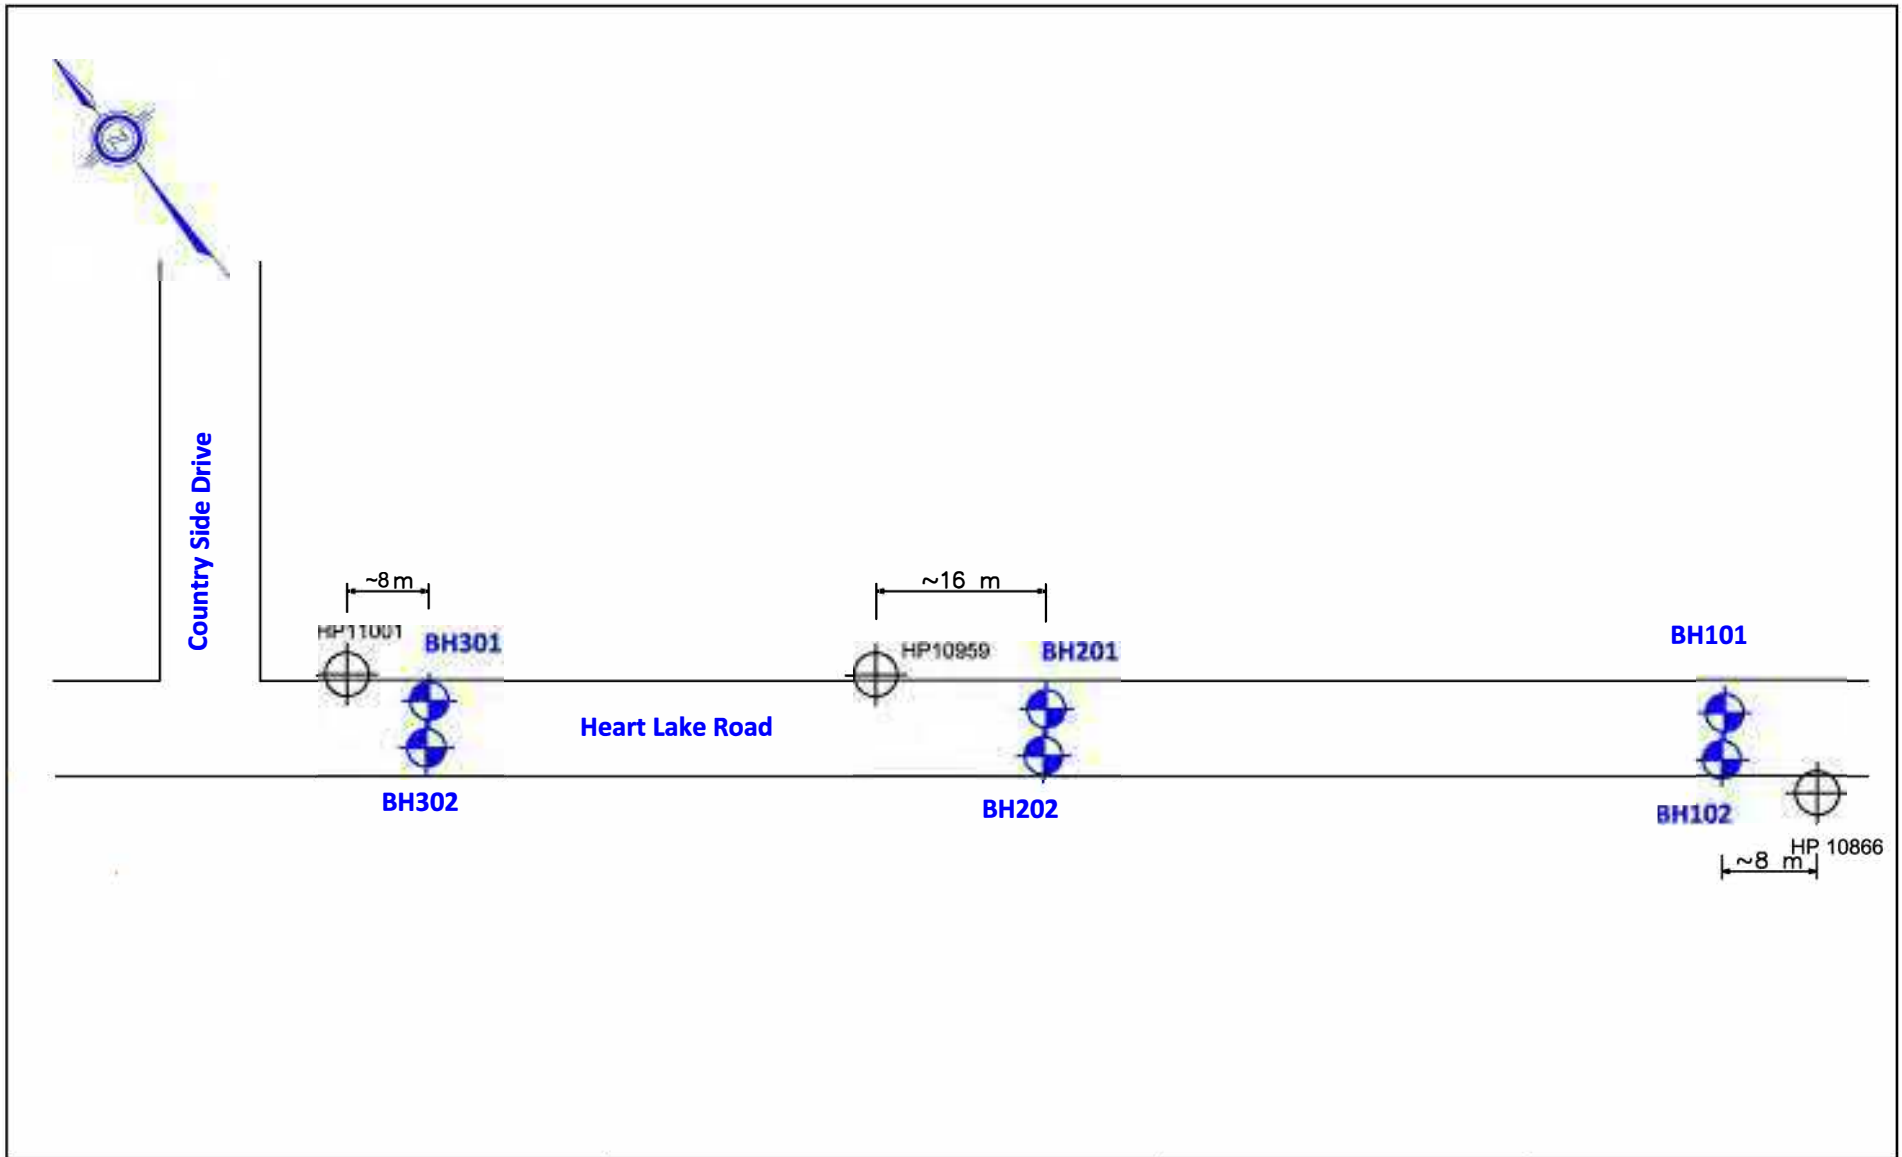 N
Country Side Drive
~8 m
~16 m
HP11001
BH301
HP10959
BH201
BH101
Heart Lake Road
BH302
BH202
BH102
HP 10866
~8 m